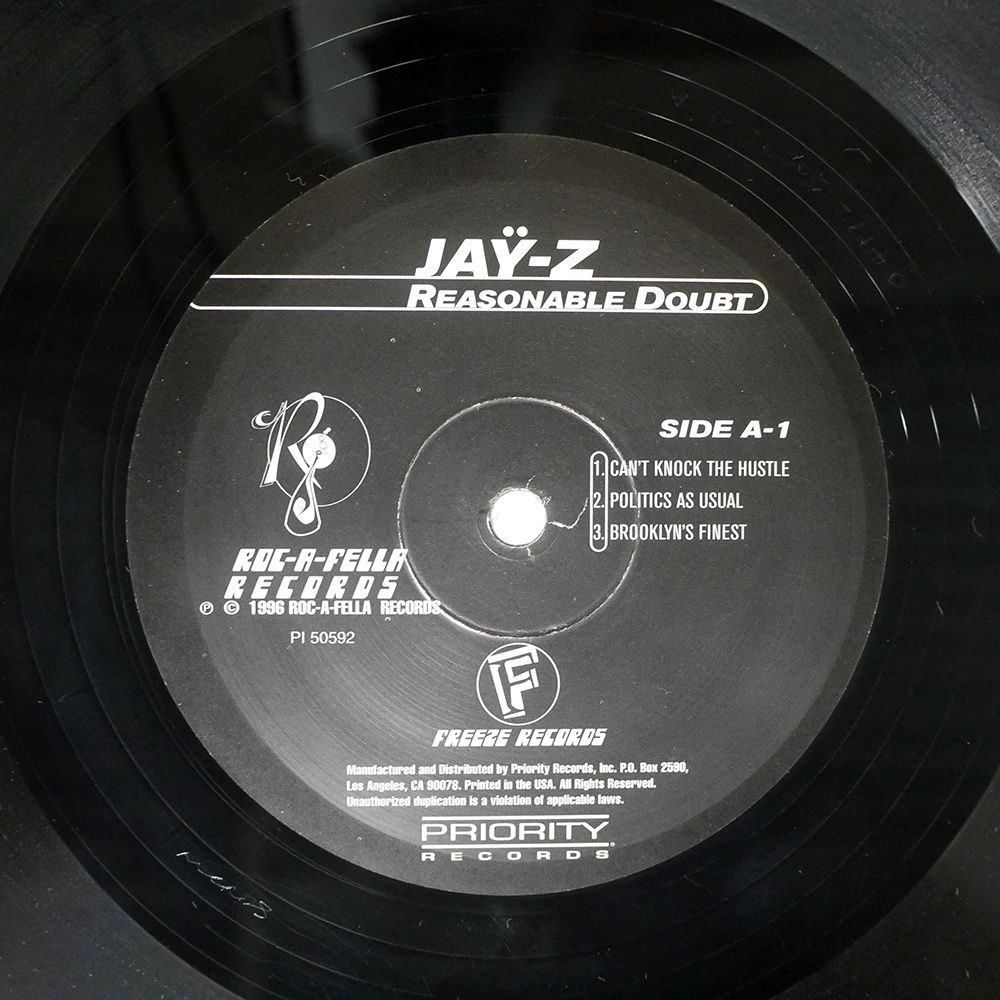 JAŸ-Z
REASONABLE DOUBT
SIDE A-1
1. CAN'T KNOCK THE HUSTLE
2. POLITICS AS USUAL
3. BROOKLYN'S FINEST
ROC-A-FELLA
RECORDS
℗ © 1996 ROC-A-FELLA RECORDS
PI 50592
F
FREEZE RECORDS
Manufactured and Distributed by Priority Records, Inc. P.O. Box 2590,
Los Angeles, CA 90078. Printed in the USA. All Rights Reserved.
Unauthorized duplication is a violation of applicable laws.
PRIORITY®
RECORDS